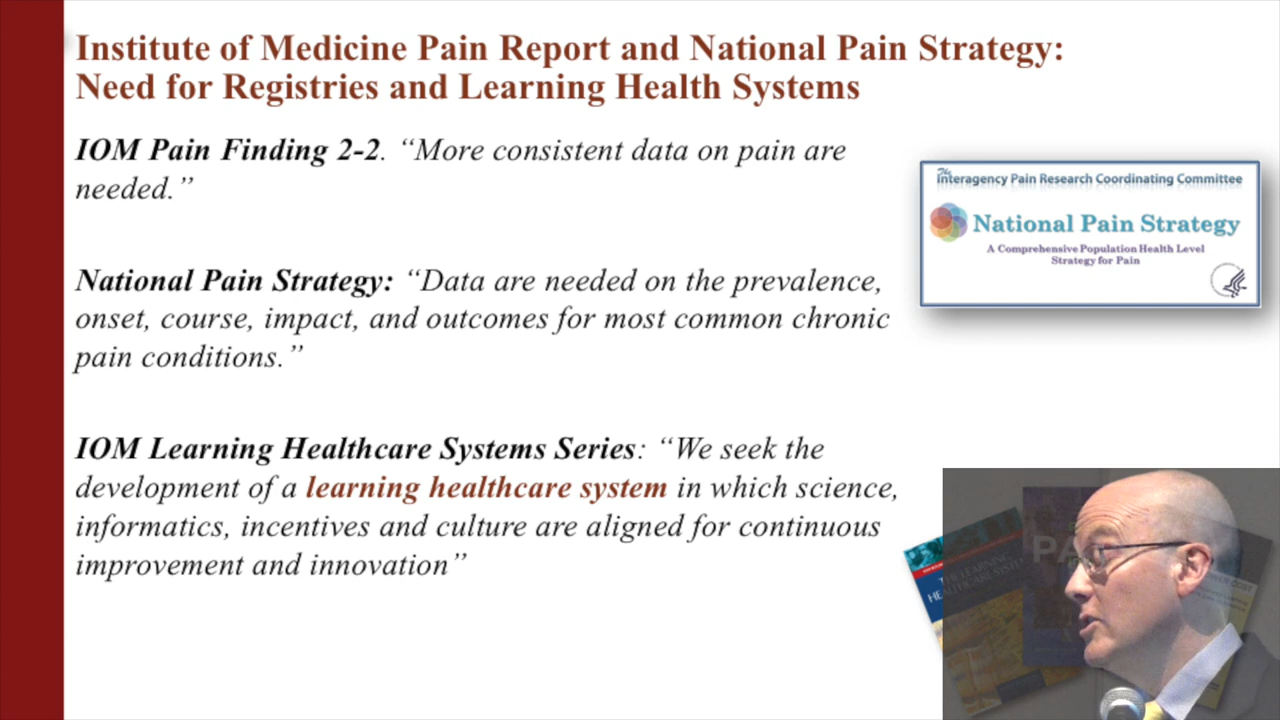 Institute of Medicine Pain Report and National Pain Strategy:
Need for Registries and Learning Health Systems
IOM Pain Finding 2-2. “More consistent data on pain are
needed.”
The
Interagency Pain Research Coordinating Committee
National Pain Strategy
A Comprehensive Population Health Level
Strategy for Pain
National Pain Strategy: “Data are needed on the prevalence,
onset, course, impact, and outcomes for most common chronic
pain conditions.”
IOM Learning Healthcare Systems Series: “We seek the
development of a learning healthcare system in which science,
informatics, incentives and culture are aligned for continuous
improvement and innovation”